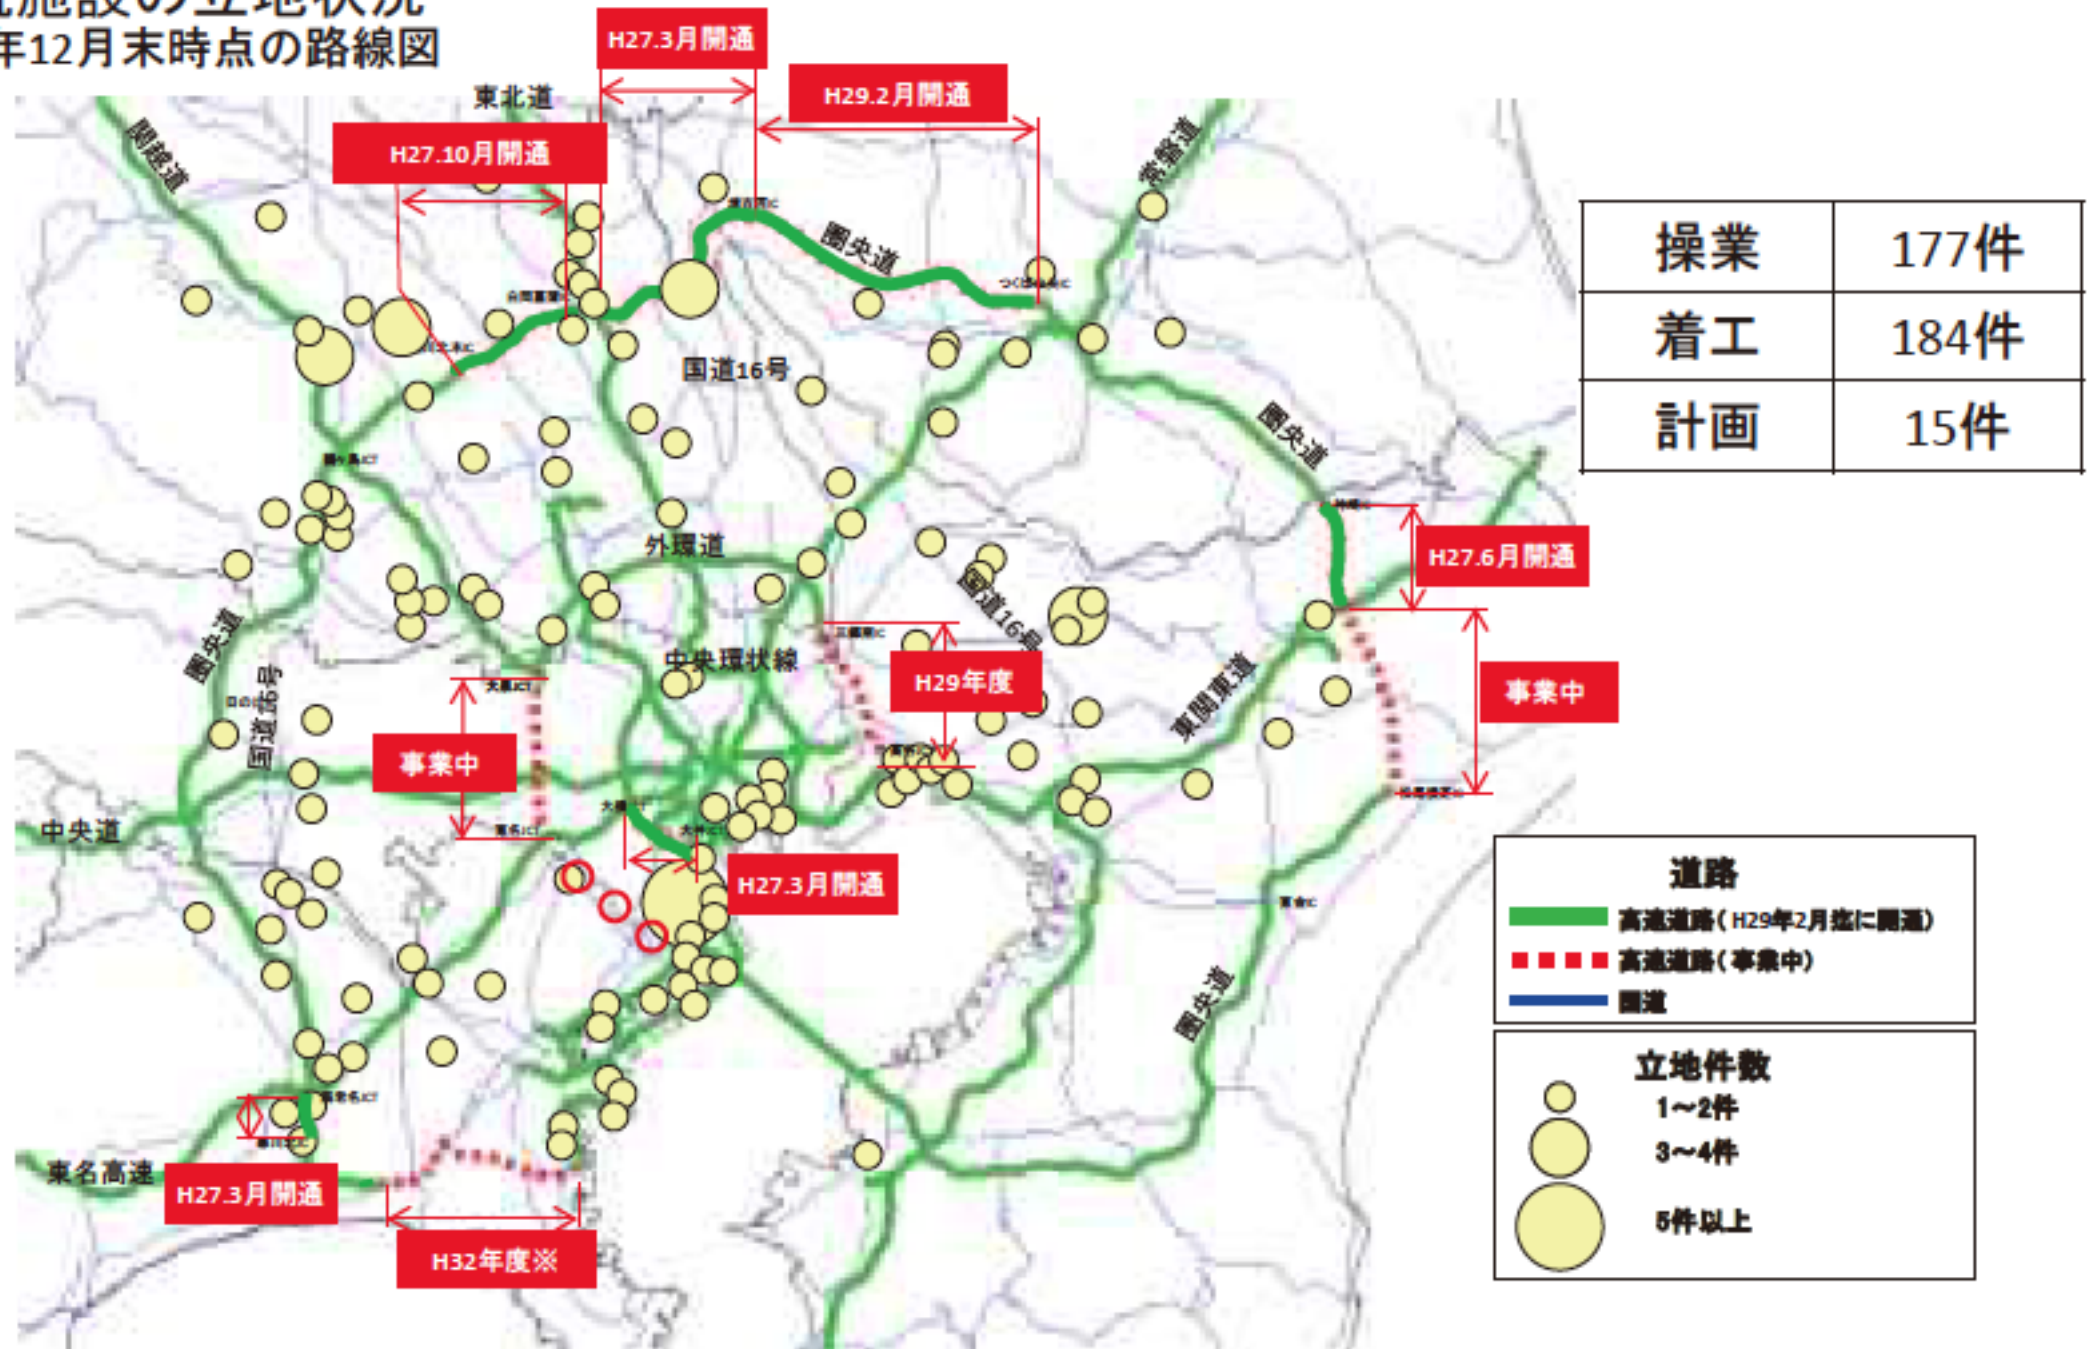 施設の立地状況
年12月末時点の路線図
H27.3月開通
H29.2月開通
東北道
H27.10月開通
関越道
常磐道
圏央道
国道16号
操業 177件
着工 184件
計画 15件
圏央道
外環道
H27.6月開通
国道16号
圏央道
国道16号
中央環状線
H29年度
東関東道
事業中
事業中
中央道
H27.3月開通
圏央道
東名高速
H27.3月開通
H32年度※
道路
高速道路(H29年2月迄に開通)
高速道路(事業中)
国道
立地件数
1～2件
3～4件
5件以上